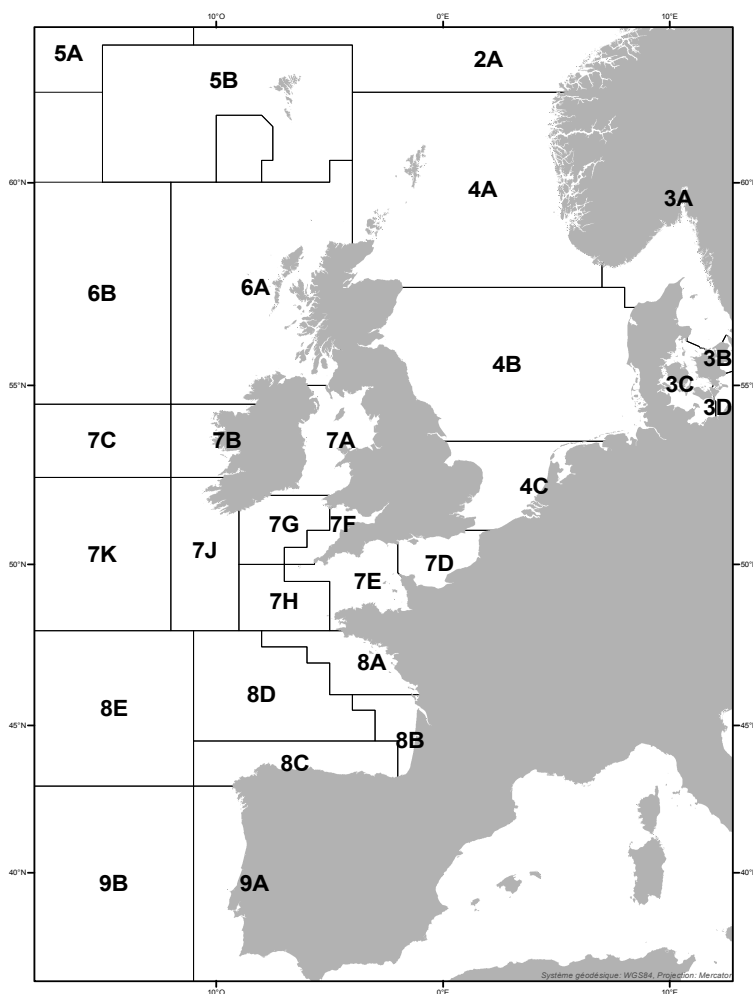 10°O 0°E 10°E
5A
2A
5B
60°N 60°N
4A
3A
6B
6A
4B
3B
55°N 55°N
3C
3D
7C
7B
7A
4C
7G
7F
7K
7J
7D
50°N 50°N
7E
7H
8A
8D
8E
45°N 45°N
8B
8C
40°N 40°N
9B
9A
Système géodésique: WGS84, Projection: Mercator
10°O 0°E 10°E